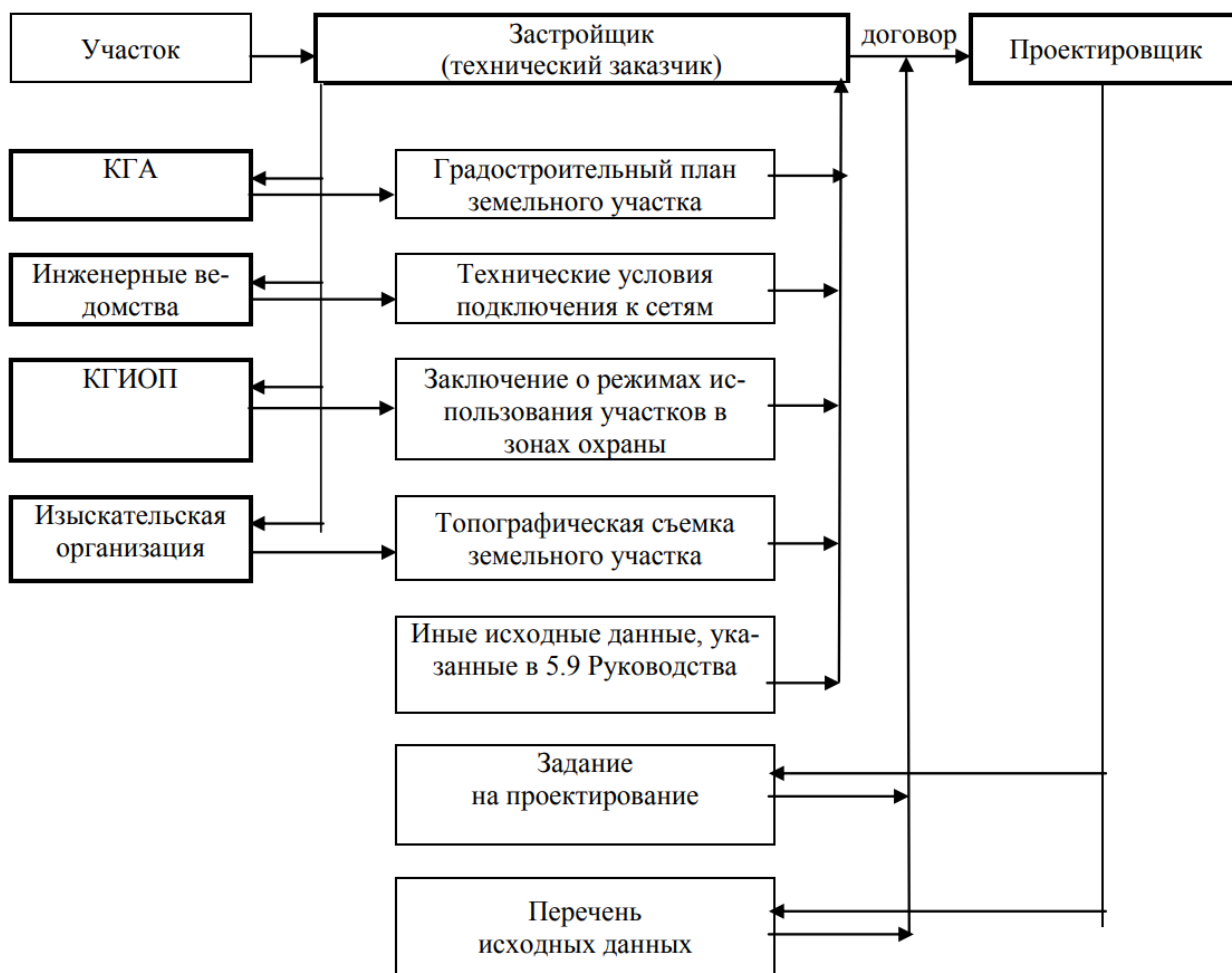 Участок
Застройщик
(технический заказчик)
договор
Проектировщик
КГА
Градостроительный план
земельного участка
Инженерные ве-
домства
Технические условия
подключения к сетям
КГИОП
Заключение о режимах ис-
пользования участков в
зонах охраны
Изыскательская
организация
Топографическая съемка
земельного участка
Иные исходные данные, ука-
занные в 5.9 Руководства
Задание
на проектирование
Перечень
исходных данных